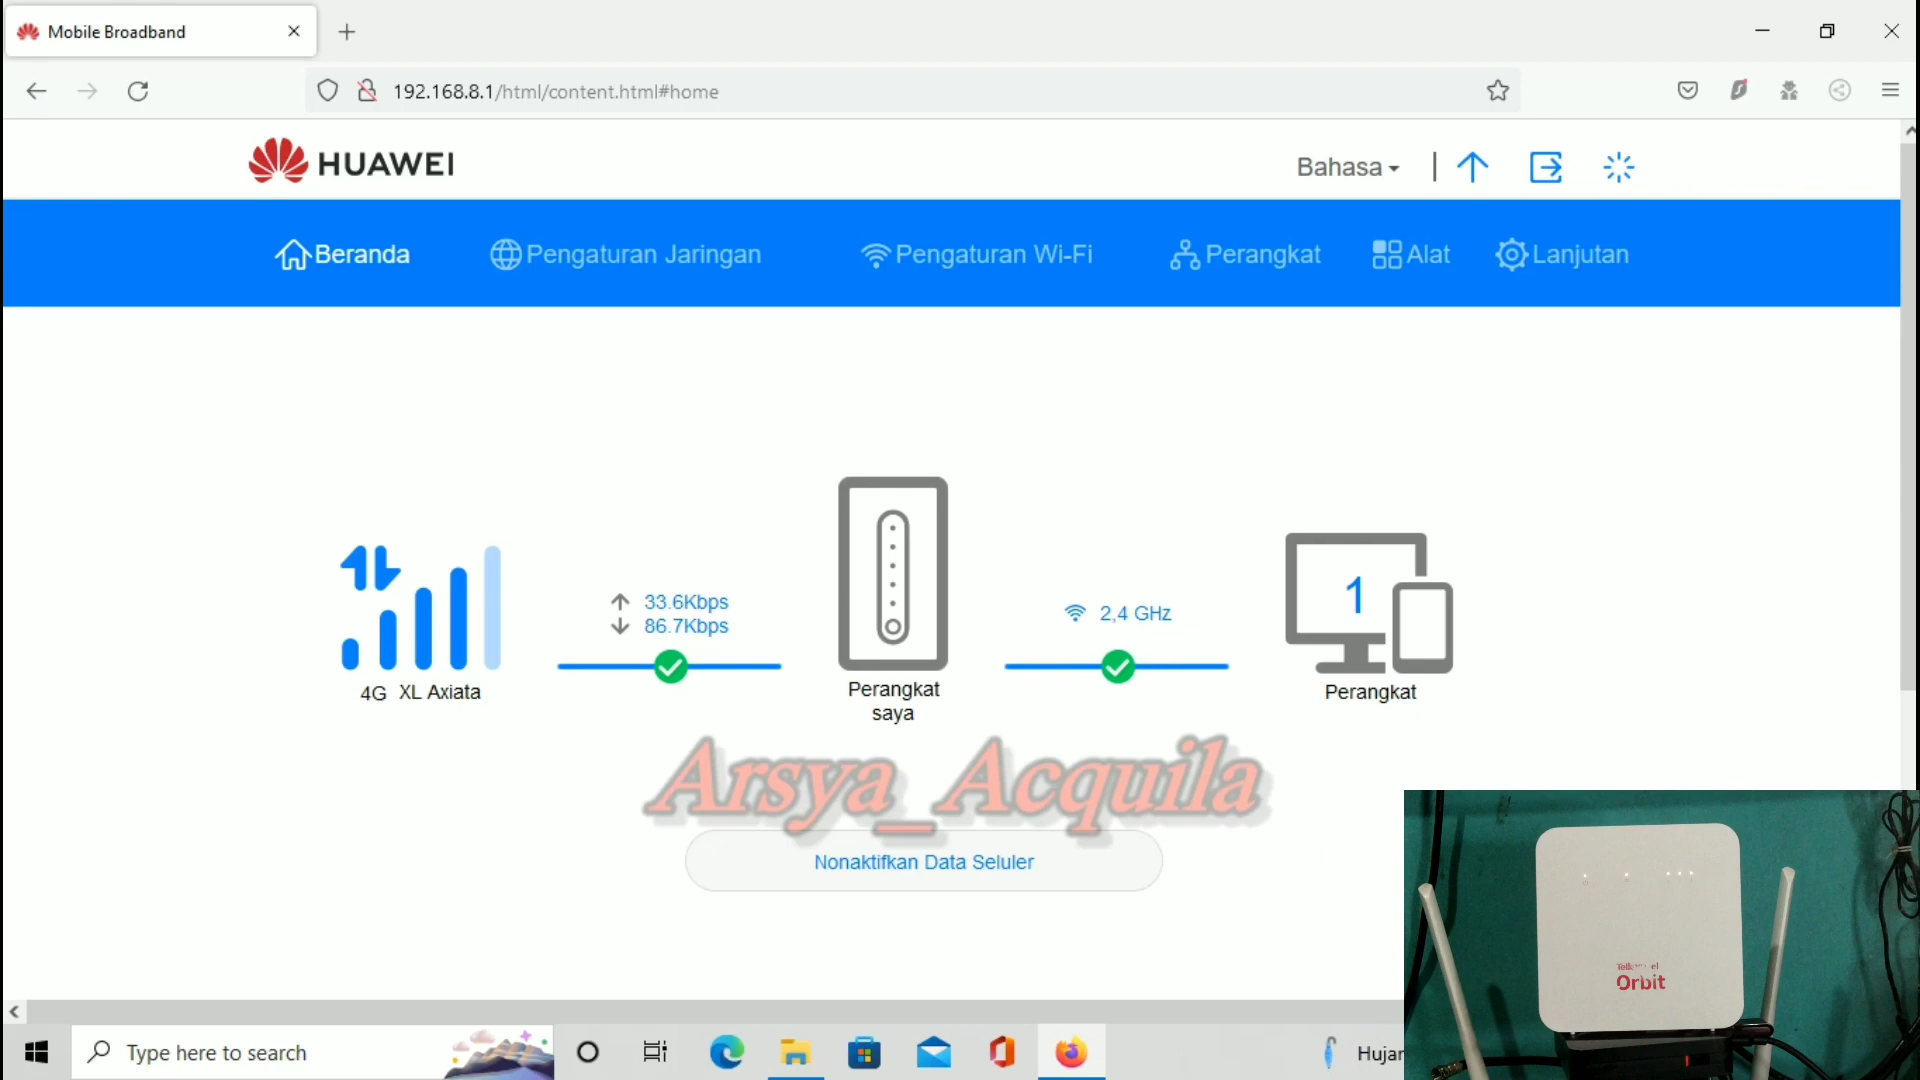 Mobile Broadband
192.168.8.1/html/content.html#home
HUAWEI
Bahasa
Beranda
Pengaturan Jaringan
Pengaturan Wi-Fi
Perangkat
Alat
Lanjutan
33.6Kbps
86.7Kbps
2,4 GHz
1
4G XL Axiata
Perangkat
saya
Perangkat
Arsya_Acquila
Nonaktifkan Data Seluler
Orbit
Type here to search